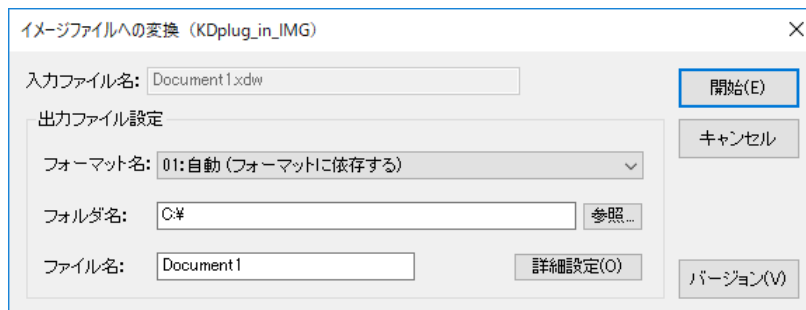 イメージファイルへの変換（KDplug_in_IMG）
入力ファイル名: Document1.xdw
開始(E)
出力ファイル設定
キャンセル
フォーマット名: 01:自動(フォーマットに依存する)
フォルダ名: C:¥ 参照...
ファイル名: Document1 詳細設定(O)
バージョン(V)